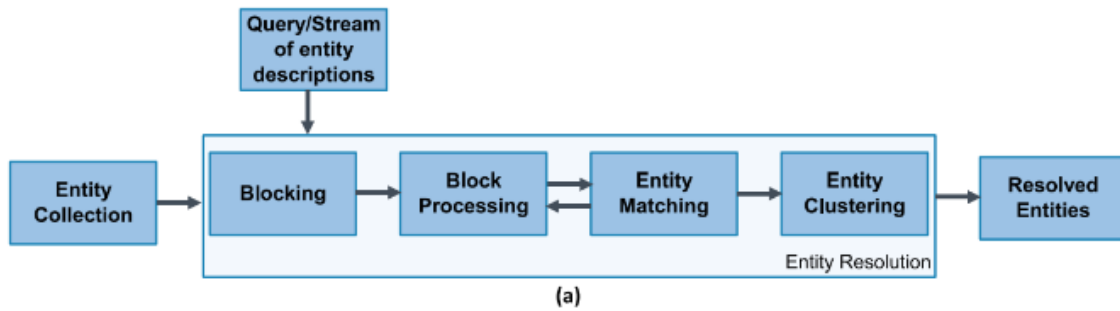 Query/Stream
of entity
descriptions
Entity
Collection
Blocking
Block
Processing
Entity
Matching
Entity
Clustering
Resolved
Entities
Entity Resolution
(a)